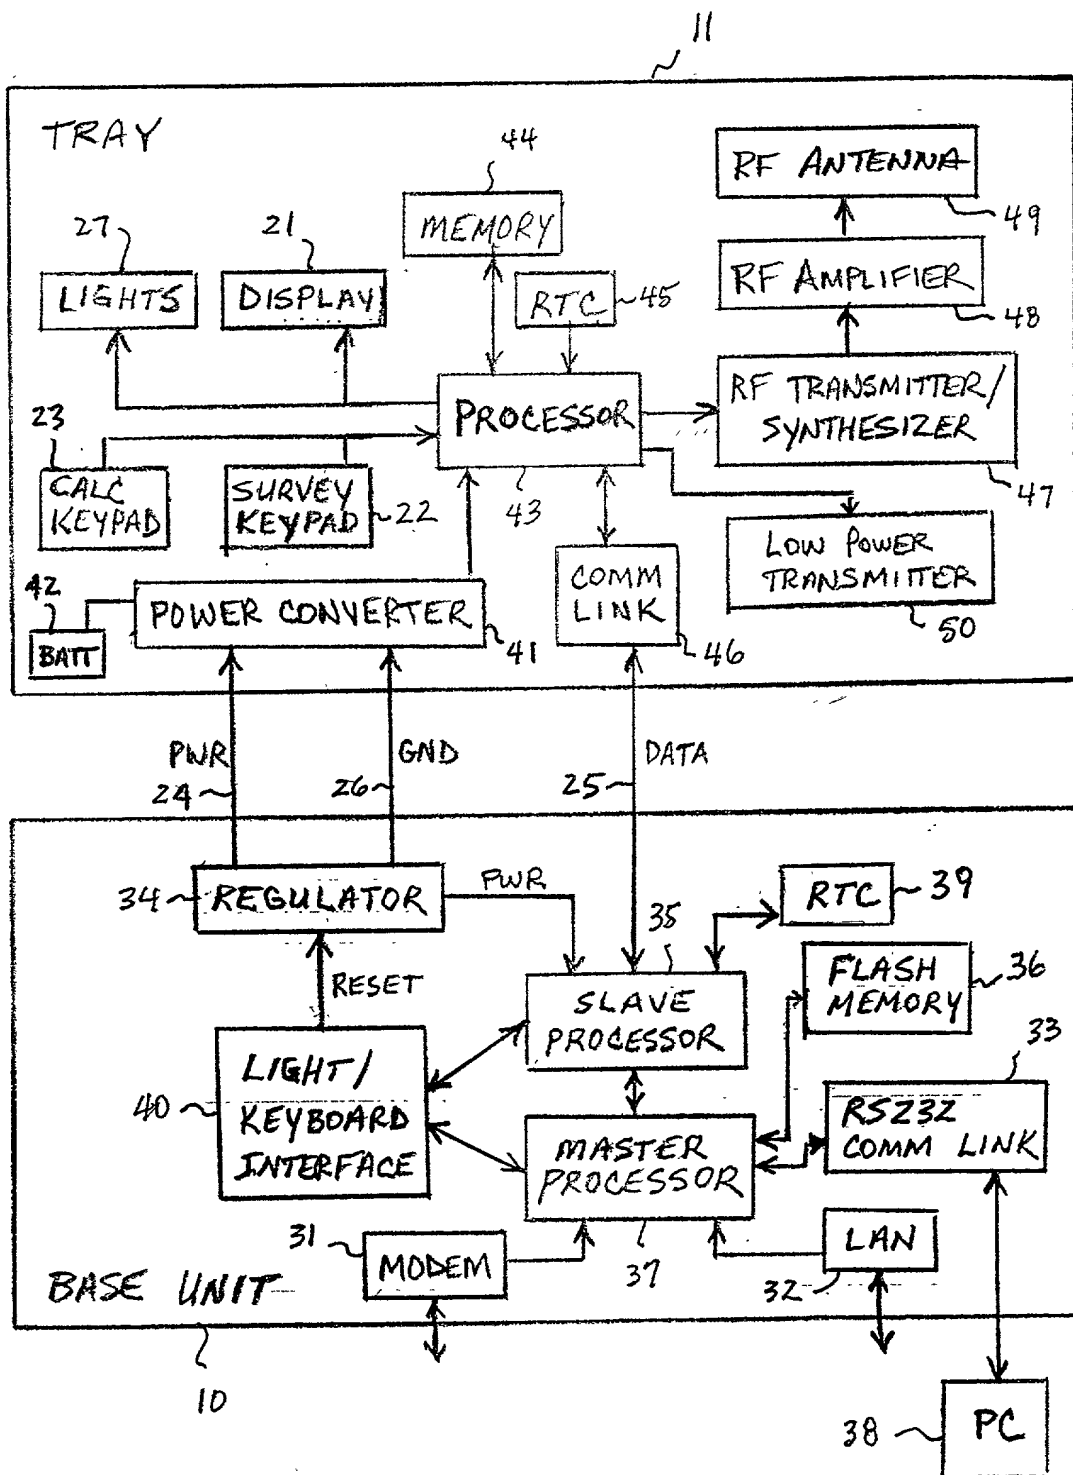 11
TRAY
44
RF ANTENNA
49
27
21
MEMORY
RF AMPLIFIER
48
LIGHTS
DISPLAY
RTC
45
RF TRANSMITTER/
SYNTHESIZER
47
PROCESSOR
43
23
CALC
KEYPAD
SURVEY
KEYPAD
22
LOW POWER
TRANSMITTER
50
42
BATT
POWER CONVERTER
41
COMM
LINK
46
PWR
24
GND
26
DATA
25
34
REGULATOR
PWR
35
RTC
39
RESET
SLAVE
PROCESSOR
FLASH
MEMORY
36
33
40
LIGHT/
KEYBOARD
INTERFACE
MASTER
PROCESSOR
37
RS232
COMM LINK
31
MODEM
LAN
32
BASE UNIT
10
38
PC